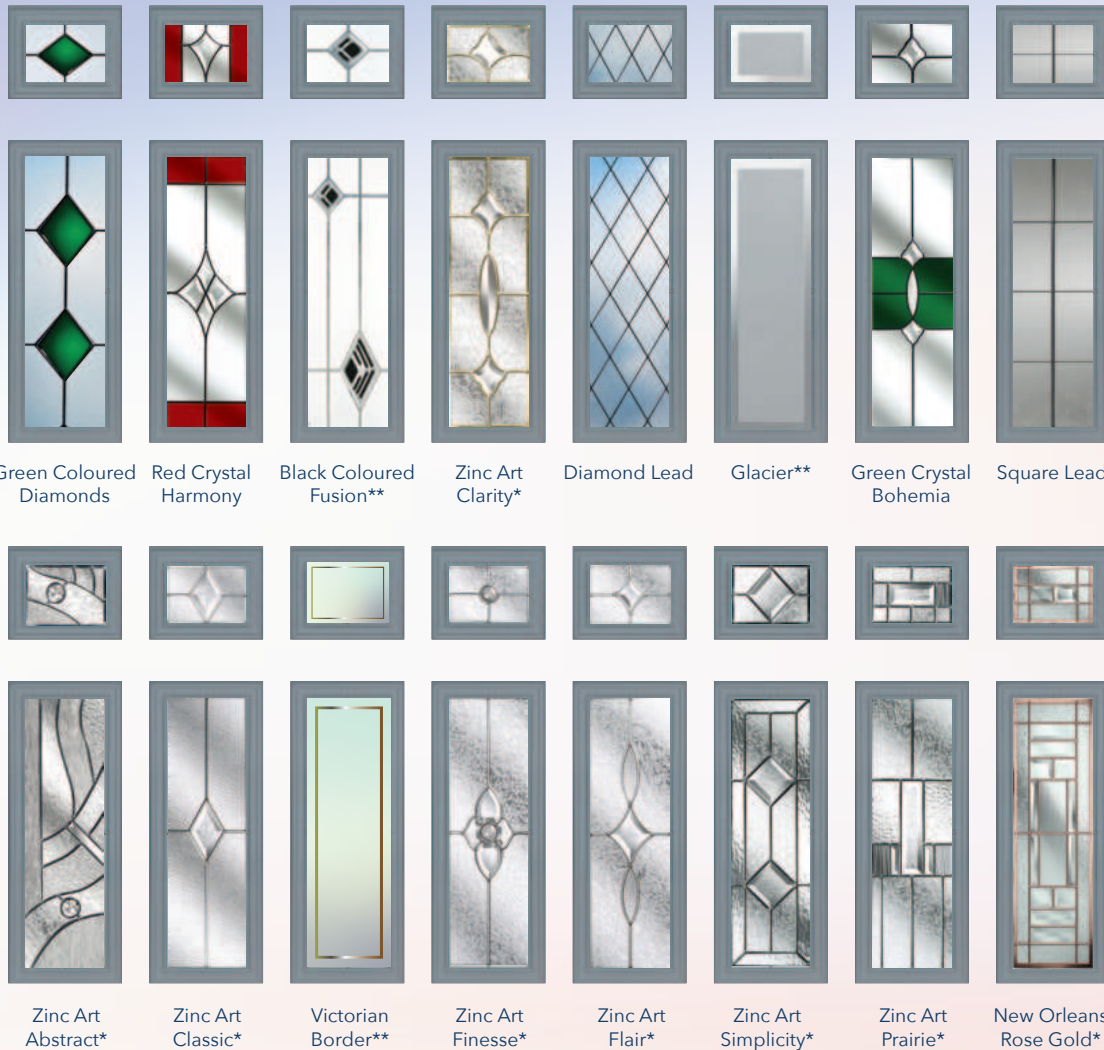 Green Coloured
Diamonds
Red Crystal
Harmony
Black Coloured
Fusion**
Zinc Art
Clarity*
Diamond Lead
Glacier**
Green Crystal
Bohemia
Square Lead
Zinc Art
Abstract*
Zinc Art
Classic*
Victorian
Border**
Zinc Art
Finesse*
Zinc Art
Flair*
Zinc Art
Simplicity*
Zinc Art
Prairie*
New Orleans
Rose Gold*